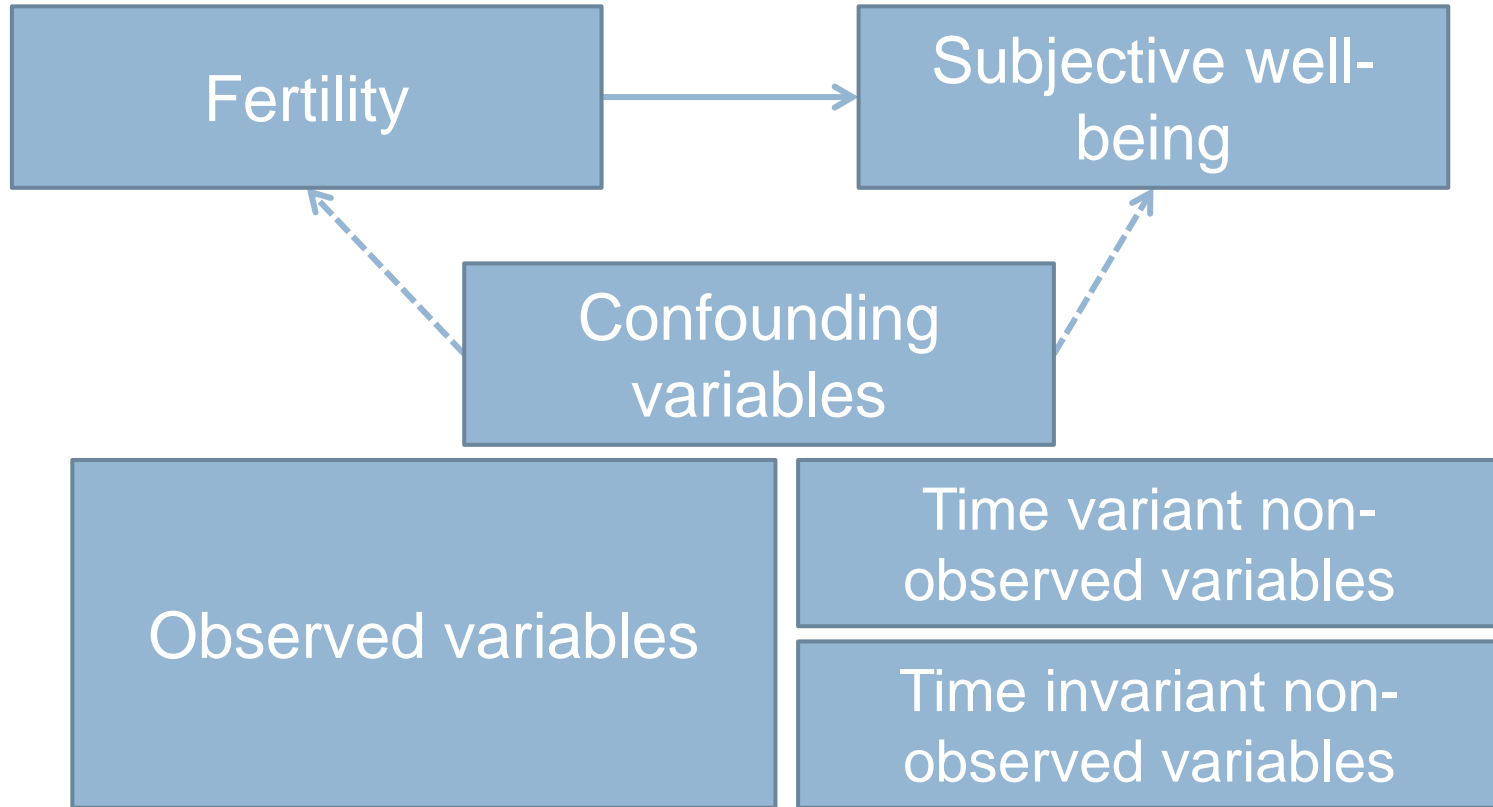 Fertility
Subjective well-
being
Confounding
variables
Observed variables
Time variant non-
observed variables
Time invariant non-
observed variables